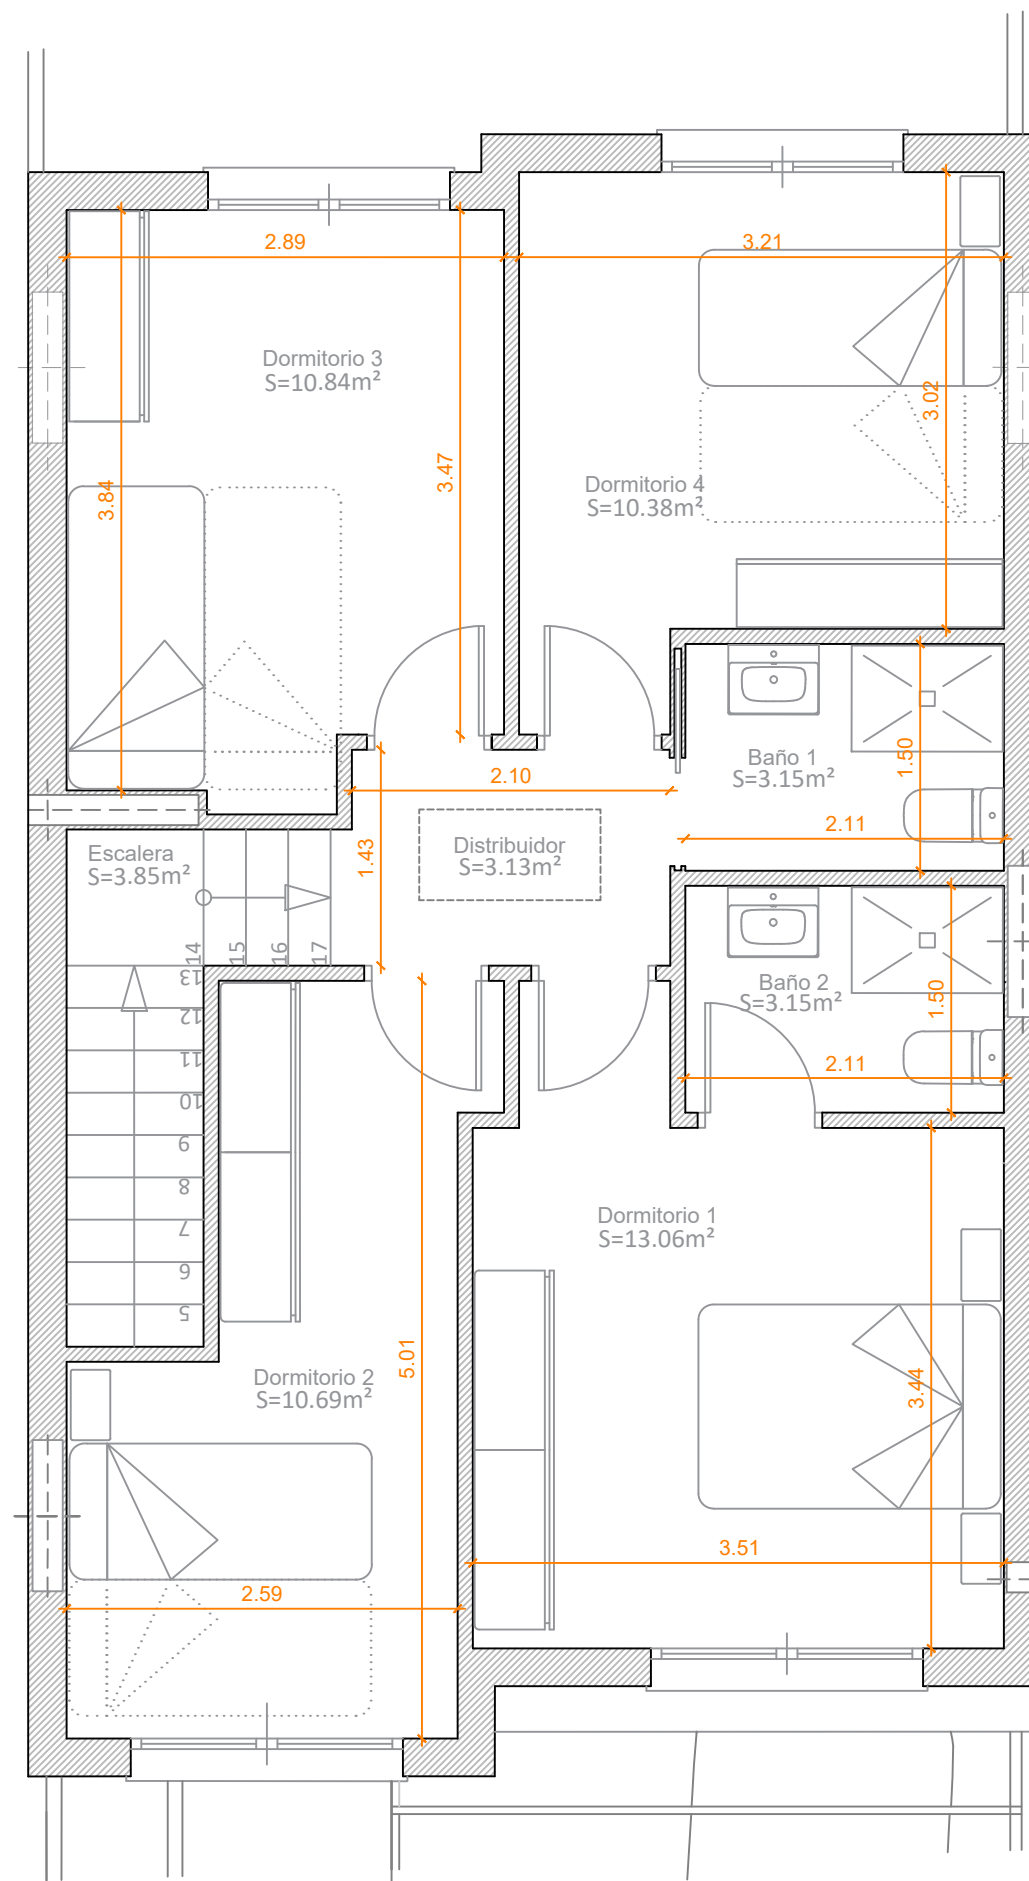 2.89
3.21
Dormitorio 3
S=10.84m²
3.02
3.47
3.84
Dormitorio 4
S=10.38m²
2.10
Baño 1
S=3.15m²
1.50
2.11
1.43
Distribuidor
S=3.13m²
Escalera
S=3.85m²
14
15
16
17
13
12
11
10
9
8
7
6
5
Baño 2
S=3.15m²
1.50
2.11
Dormitorio 1
S=13.06m²
5.01
Dormitorio 2
S=10.69m²
3.44
3.51
2.59